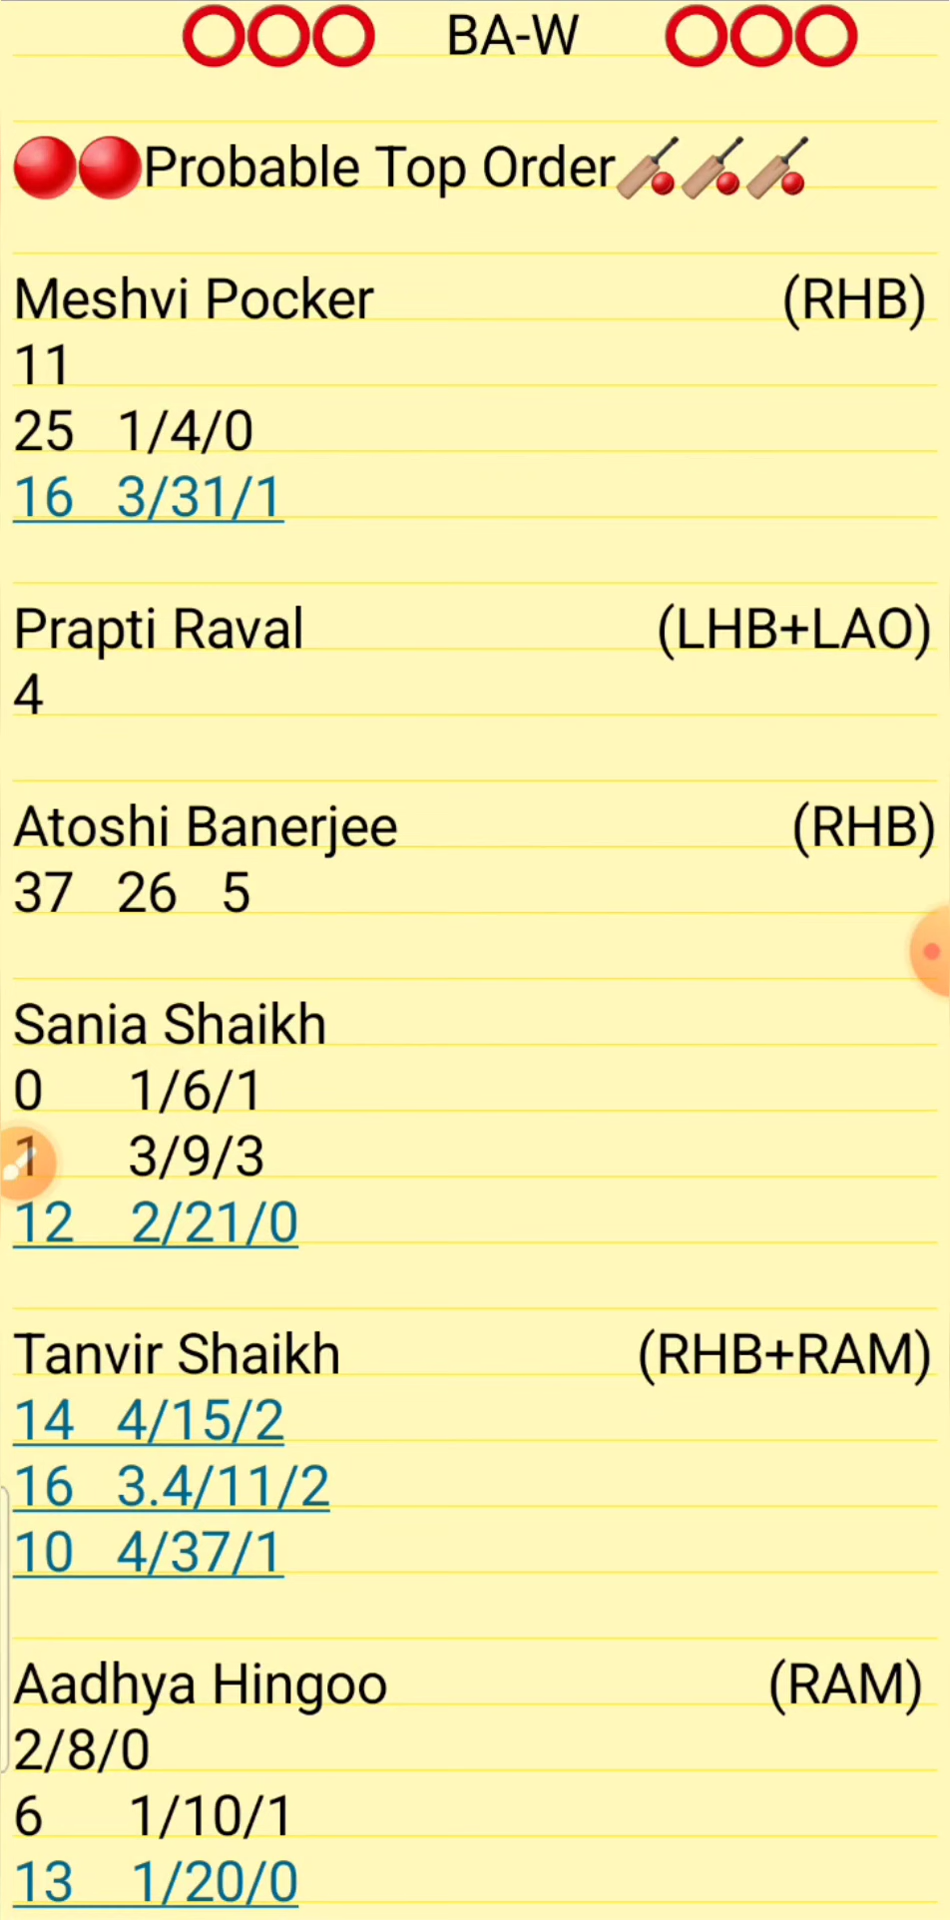 ⭕⭕⭕ BA-W ⭕⭕⭕
🔴🔴Probable Top Order🏏🏏🏏
Meshvi Pocker (RHB)
11
25 1/4/0
16 3/31/1
Prapti Raval (LHB+LAO)
4
Atoshi Banerjee (RHB)
37 26 5
Sania Shaikh
0 1/6/1
1 3/9/3
12 2/21/0
Tanvir Shaikh (RHB+RAM)
14 4/15/2
16 3.4/11/2
10 4/37/1
Aadhya Hingoo (RAM)
2/8/0
6 1/10/1
13 1/20/0